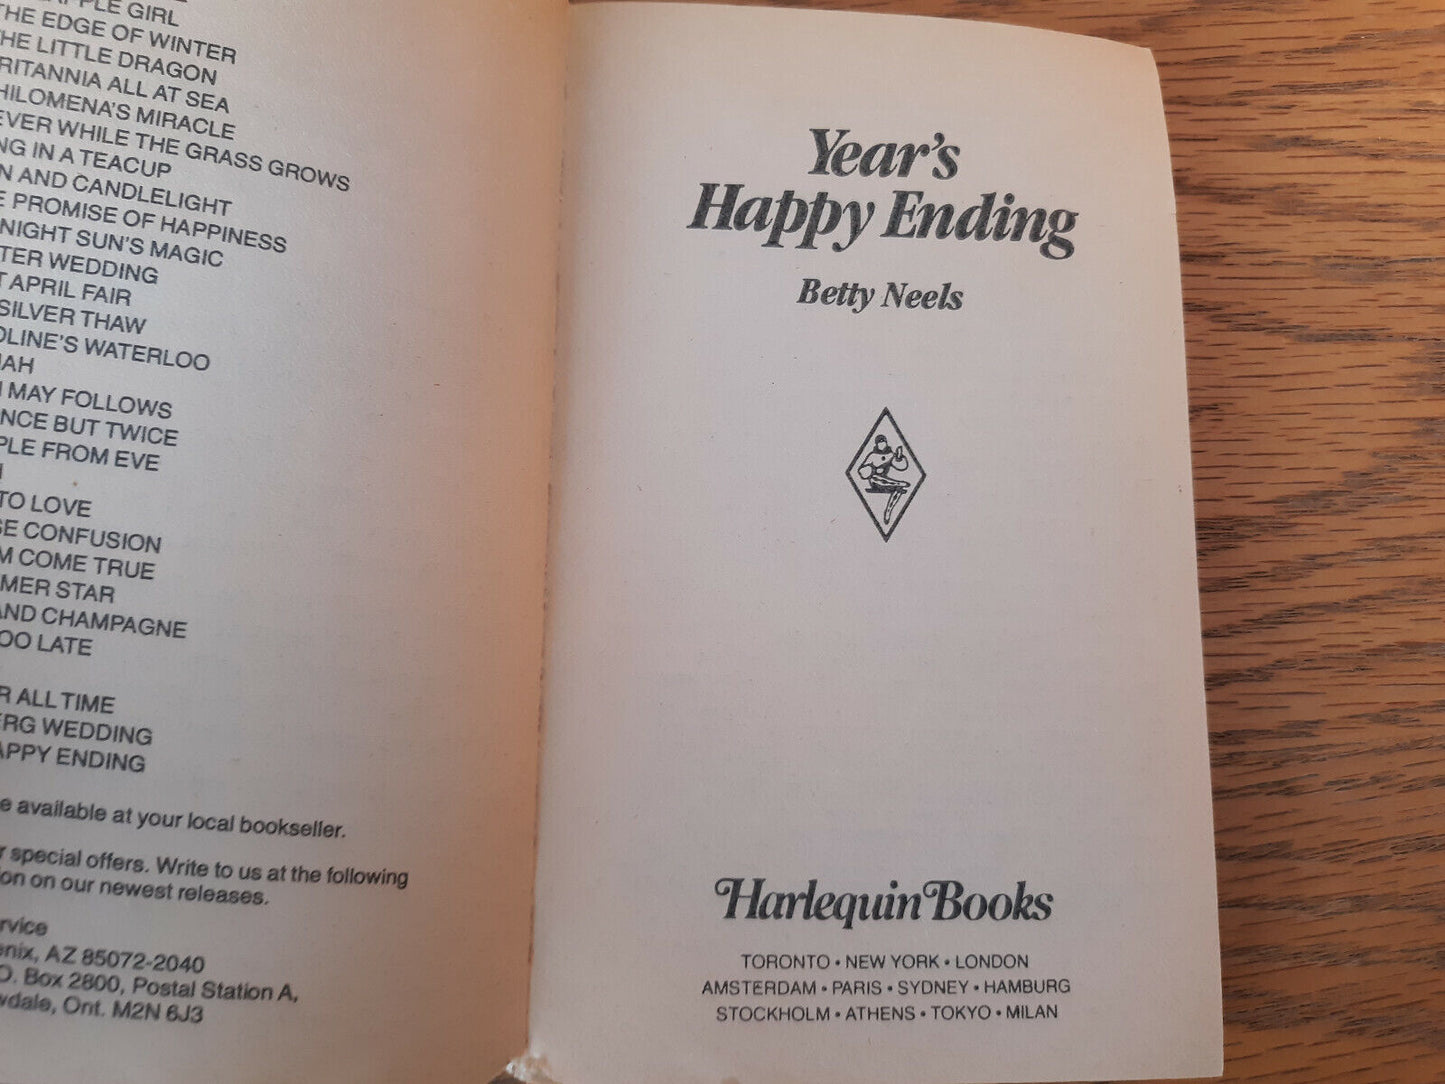 APPLE GIRL
THE EDGE OF WINTER
THE LITTLE DRAGON
RITANNIA ALL AT SEA
HILOMENA'S MIRACLE
EVER WHILE THE GRASS GROWS
NG IN A TEACUP
N AND CANDLELIGHT
E PROMISE OF HAPPINESS
NIGHT SUN'S MAGIC
TER WEDDING
T APRIL FAIR
SILVER THAW
OLINE'S WATERLOO
NAH
MAY FOLLOWS
NCE BUT TWICE
PLE FROM EVE
H
TO LOVE
SE CONFUSION
M COME TRUE
MER STAR
AND CHAMPAGNE
OO LATE
R ALL TIME
ERG WEDDING
APPY ENDING
e available at your local bookseller.
r special offers. Write to us at the following
ion on our newest releases.
rvice
enix, AZ 85072-2040
O. Box 2800, Postal Station A,
wdale, Ont. M2N 6J3
Year's
Happy Ending
Betty Neels
Harlequin Books
TORONTO • NEW YORK • LONDON
AMSTERDAM • PARIS • SYDNEY • HAMBURG
STOCKHOLM • ATHENS • TOKYO • MILAN